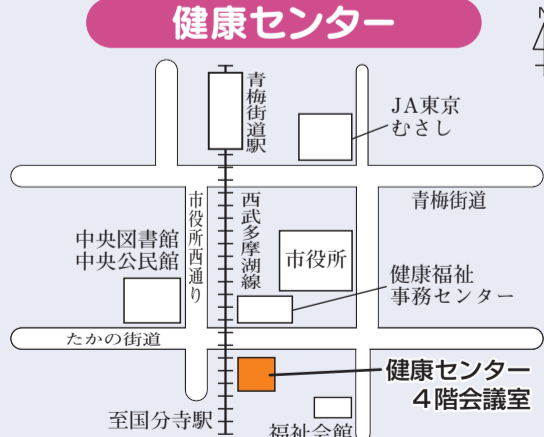 健康センター
N
青梅街道駅
JA東京
むさし
青梅街道
市役所西通り
西武多摩湖線
中央図書館
中央公民館
市役所
健康福祉
事務センター
たかの街道
健康センター
4階会議室
至国分寺駅
福祉会館